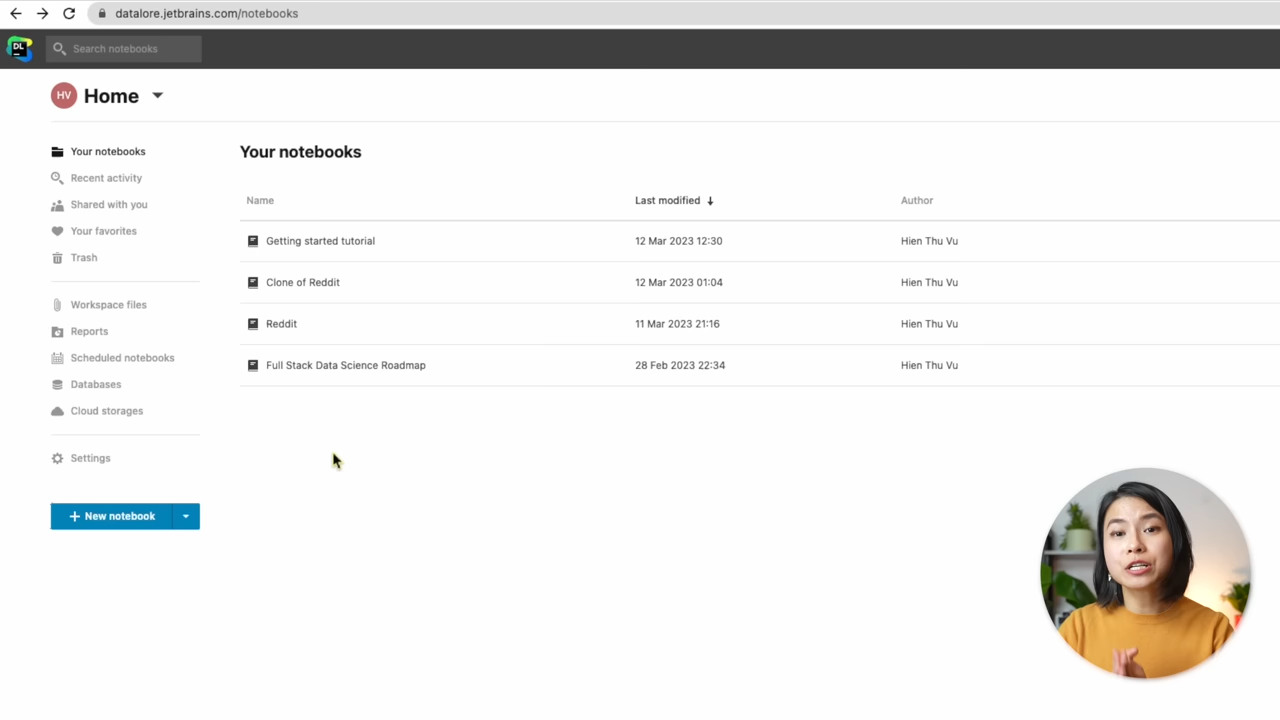 datalore.jetbrains.com/notebooks
DL
Search notebooks
HV Home
Your notebooks
Recent activity
Shared with you
Your favorites
Trash
Workspace files
Reports
Scheduled notebooks
Databases
Cloud storages
Settings
+ New notebook
Your notebooks
Name Last modified ↓ Author
Getting started tutorial 12 Mar 2023 12:30 Hien Thu Vu
Clone of Reddit 12 Mar 2023 01:04 Hien Thu Vu
Reddit 11 Mar 2023 21:16 Hien Thu Vu
Full Stack Data Science Roadmap 28 Feb 2023 22:34 Hien Thu Vu